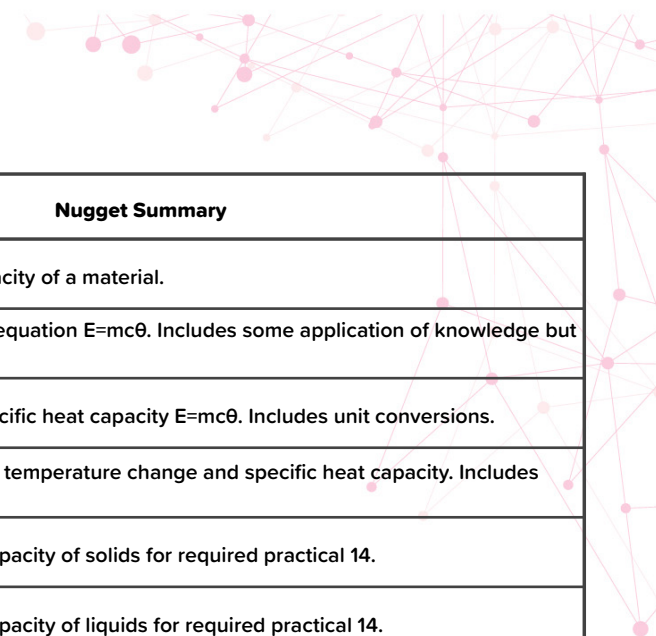 Nugget Summary
acity of a material.
equation E=mcθ. Includes some application of knowledge but
cific heat capacity E=mcθ. Includes unit conversions.
temperature change and specific heat capacity. Includes
pacity of solids for required practical 14.
pacity of liquids for required practical 14.